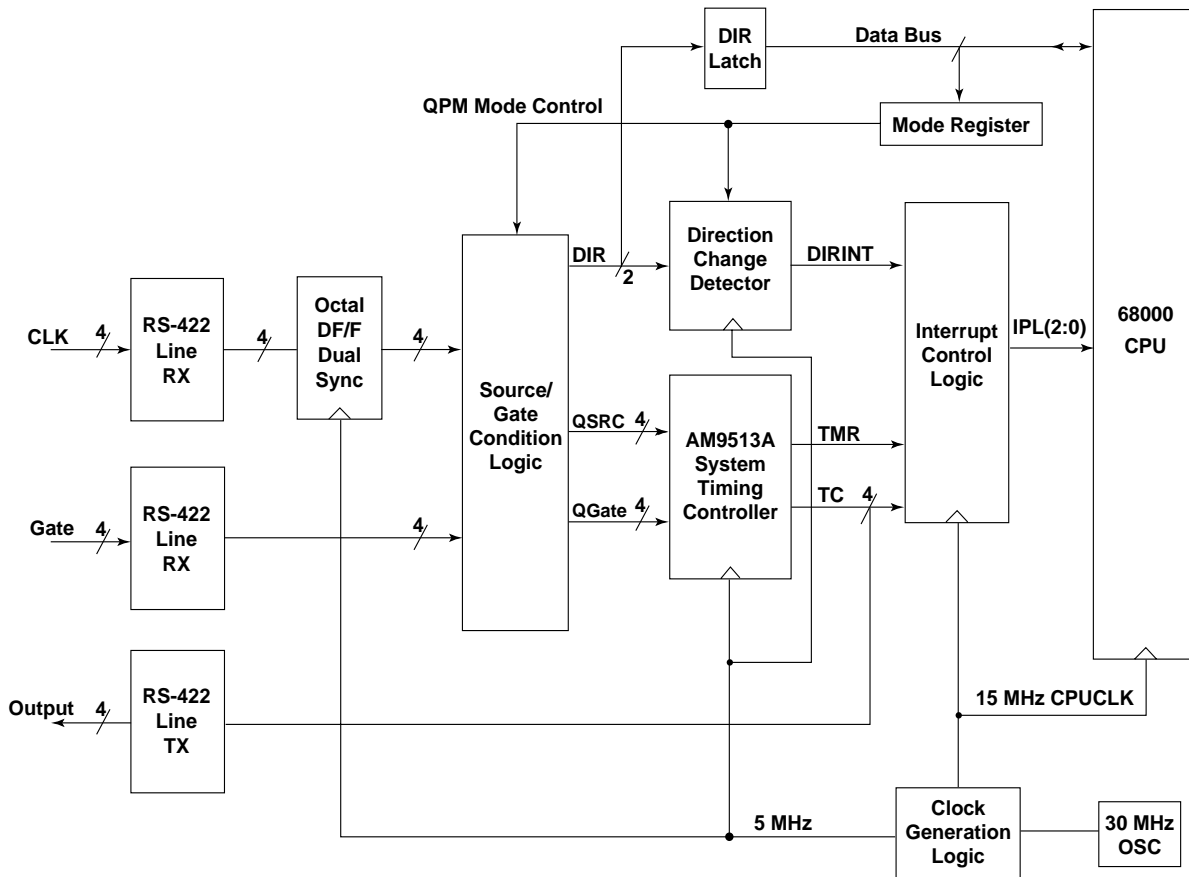 DIR
Latch
Data Bus
QPM Mode Control
Mode Register
68000
CPU
Direction
Change
Detector
DIR
2
DIRINT
Octal
DF/F
Dual
Sync
CLK
4
RS-422
Line
RX
4
4
Interrupt
Control
Logic
IPL(2:0)
Source/
Gate
Condition
Logic
QSRC
4
AM9513A
System
Timing
Controller
TMR
QGate
4
TC
4
Gate
4
RS-422
Line
RX
4
Output
4
RS-422
Line
TX
15 MHz CPUCLK
5 MHz
Clock
Generation
Logic
30 MHz
OSC